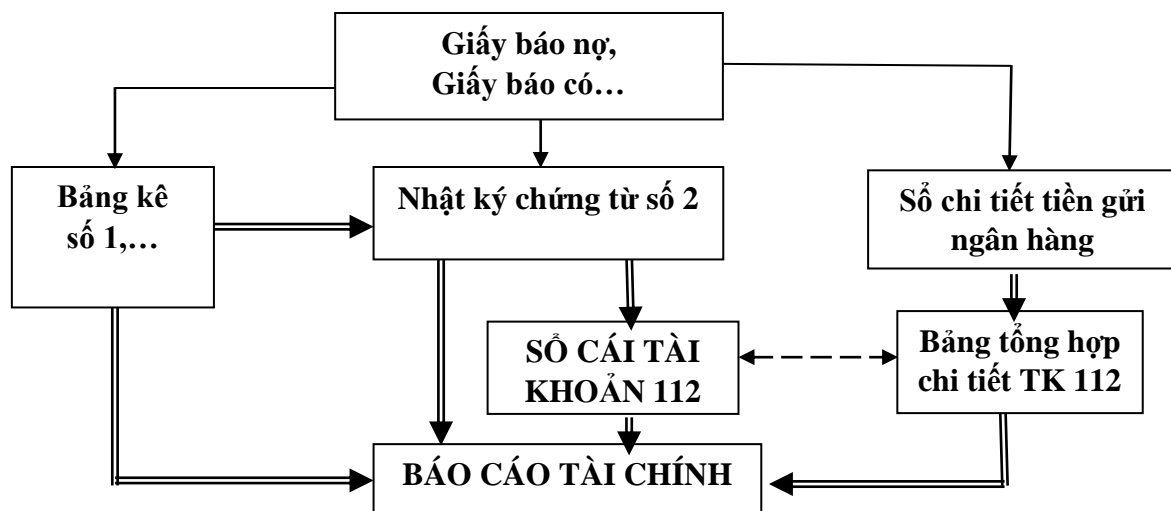 Giấy báo nợ,
Giấy báo có…
Bảng kê
số 1,…
Nhật ký chứng từ số 2
Sổ chi tiết tiền gửi
ngân hàng
SỔ CÁI TÀI
KHOẢN 112
Bảng tổng hợp
chi tiết TK 112
BÁO CÁO TÀI CHÍNH